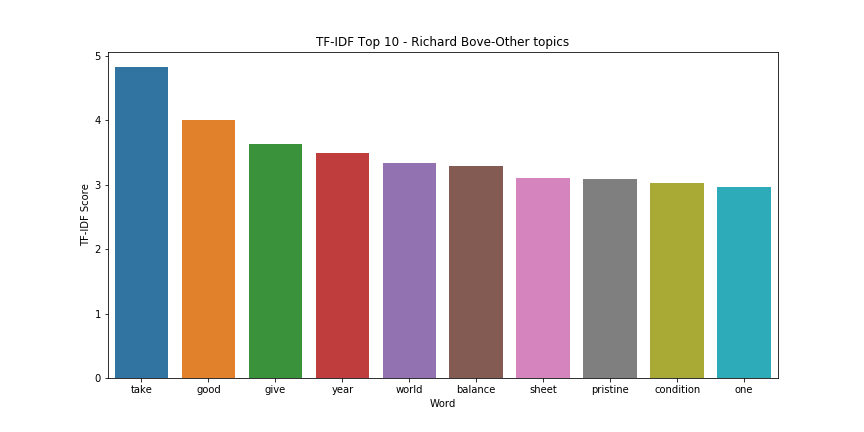 TF-IDF Top 10 - Richard Bove-Other topics
5
4
3
2
1
0
TF-IDF Score
take good give year world balance sheet pristine condition one
Word